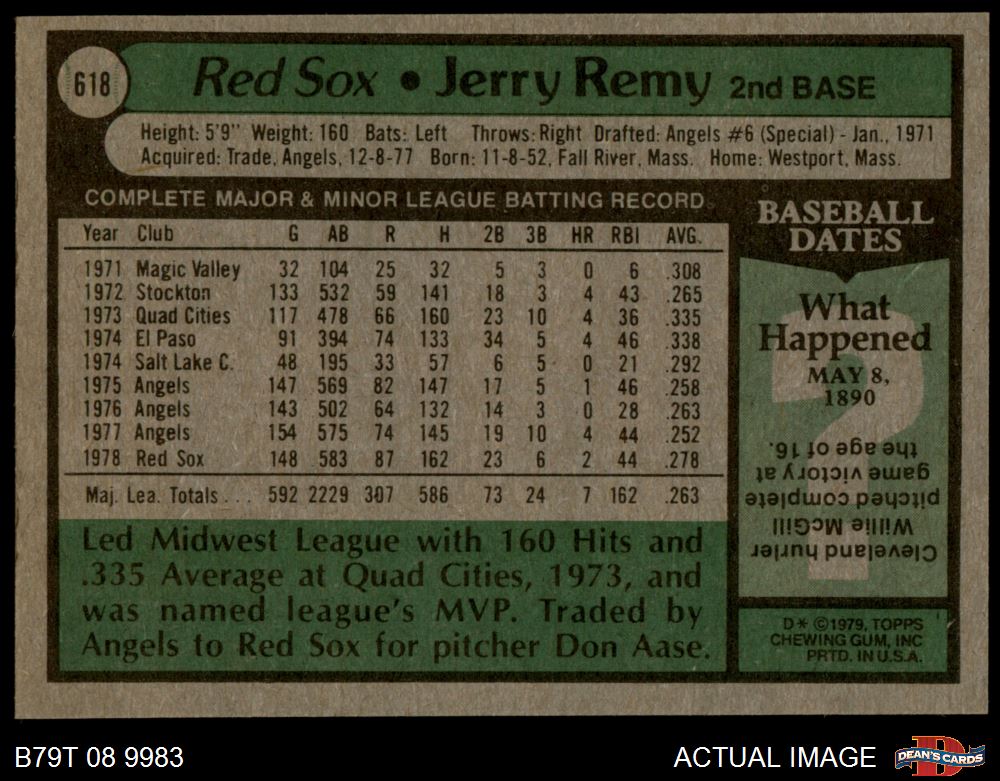 618
Red Sox • Jerry Remy 2nd BASE
Height: 5'9" Weight: 160 Bats: Left Throws: Right Drafted: Angels #6 (Special) - Jan., 1971
Acquired: Trade, Angels, 12-8-77 Born: 11-8-52, Fall River, Mass. Home: Westport, Mass.
COMPLETE MAJOR & MINOR LEAGUE BATTING RECORD
Year Club G AB R H 2B 3B HR RBI AVG.
1971 Magic Valley 32 104 25 32 5 3 0 6 .308
1972 Stockton 133 532 59 141 18 3 4 43 .265
1973 Quad Cities 117 478 66 160 23 10 4 36 .335
1974 El Paso 91 394 74 133 34 5 4 46 .338
1974 Salt Lake C. 48 195 33 57 6 5 0 21 .292
1975 Angels 147 569 82 147 17 5 1 46 .258
1976 Angels 143 502 64 132 14 3 0 28 .263
1977 Angels 154 575 74 145 19 10 4 44 .252
1978 Red Sox 148 583 87 162 23 6 2 44 .278
Maj. Lea. Totals . . . 592 2229 307 586 73 24 7 162 .263
Led Midwest League with 160 Hits and
.335 Average at Quad Cities, 1973, and
was named league's MVP. Traded by
Angels to Red Sox for pitcher Don Aase.
BASEBALL
DATES
What
Happened
MAY 8,
1890
?
Cleveland hurler
Willie McGill
pitched complete
game victory at
the age of 16.
D* ©1979, TOPPS
CHEWING GUM, INC
PRTD. IN U.S.A.
B79T 08 9983
ACTUAL IMAGE
D
DEAN'S CARDS